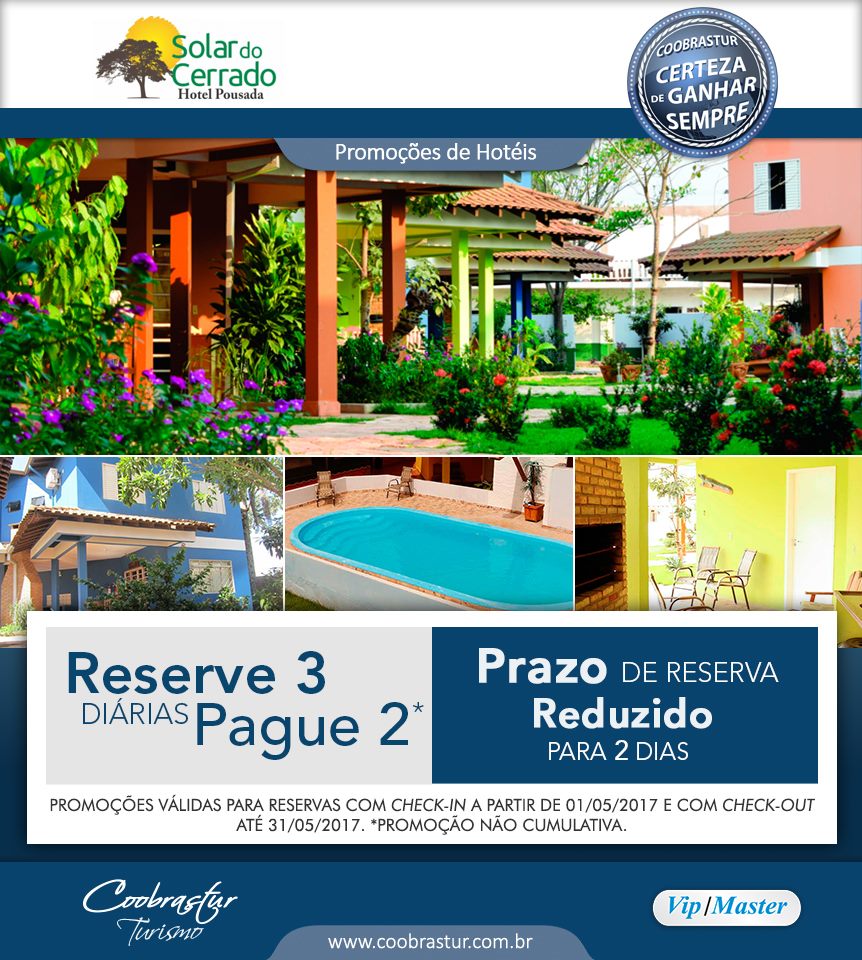 Solar do
Cerrado
Hotel Pousada
COOBRASTUR
CERTEZA
DE GANHAR
SEMPRE
Promoções de Hotéis
Reserve 3
DIÁRIAS Pague 2*
Prazo DE RESERVA
Reduzido
PARA 2 DIAS
PROMOÇÕES VÁLIDAS PARA RESERVAS COM CHECK-IN A PARTIR DE 01/05/2017 E COM CHECK-OUT
ATÉ 31/05/2017. *PROMOÇÃO NÃO CUMULATIVA.
Coobrastur
Turismo
Vip/Master
www.coobrastur.com.br